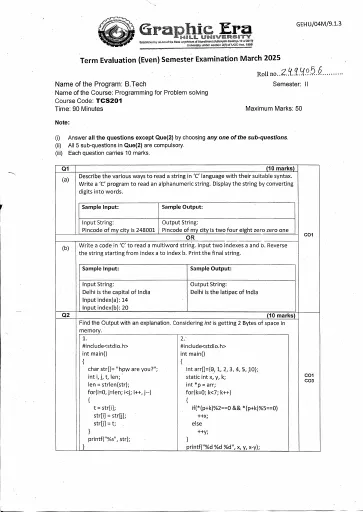 GEHU/04M/9.1.3
Graphic Era
HILL UNIVERSITY
Term Evaluation (Even) Semester Examination March 2025
Roll no. 2494056
Name of the Program: B.Tech Semester: II
Name of the Course: Programming for Problem solving
Course Code: TCS201
Time: 90 Minutes Maximum Marks: 50
Note:
(i) Answer all the questions except Que(2) by choosing any one of the sub-questions.
(ii) All 5 sub-questions in Que(2) are compulsory.
(iii) Each question carries 10 marks.
Q1 (10 marks)
(a) Describe the various ways to read a string in 'C' language with their suitable syntax.
Write a 'C' program to read an alphanumeric string. Display the string by converting
digits into words.
Sample Input: Sample Output:
Input String: Output String:
Pincode of my city is 248001 Pincode of my city is two four eight zero zero one
OR
CO1
(b) Write a code in 'C' to read a multiword string. Input two indexes a and b. Reverse
the string starting from index a to index b. Print the final string.
Sample Input: Sample Output:
Input String: Output String:
Delhi is the capital of India Delhi is the latipac of India
Input Index(a): 14
Input Index(b): 20
Q2 (10 marks)
Find the Output with an explanation. Considering int is getting 2 Bytes of space in
memory.
1. 2.
#include<stdio.h> #include<stdio.h>
int main() int main()
{ {
char str[]= "hpw are you?"; int arr[]={9, 1, 2, 3, 4, 5, 10};
int i, j, t, len; static int x, y, k;
len = strlen(str); int *p = arr;
for(i=0, j=len; i<j; i++, j--) for(k=0; k<7; k++)
{ {
t = str[i]; if(*(p+k)%2==0 && *(p+k)%5==0)
str[i] = str[j]; ++x;
str[j] = t; else
} ++y;
printf("%s", str); }
} printf("%d %d %d", x, y, x-y);
CO1
CO3